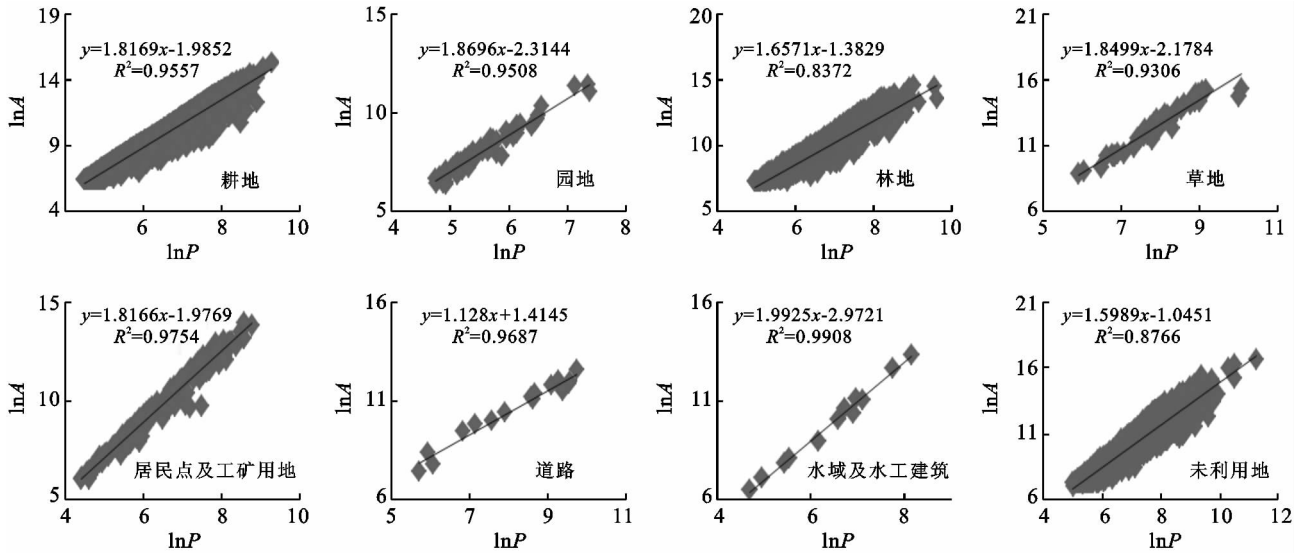 19
14
9
4
lnA
y=1.8169x-1.9852
R²=0.9557
耕地
6
8
10
lnP
15
10
5
lnA
y=1.8696x-2.3144
R²=0.9508
园地
4
5
6
7
8
lnP
20
15
10
5
lnA
y=1.6571x-1.3829
R²=0.8372
林地
4
6
8
10
lnP
21
16
11
6
lnA
y=1.8499x-2.1784
R²=0.9306
草地
5
7
9
11
lnP
15
10
5
lnA
y=1.8166x-1.9769
R²=0.9754
居民点及工矿用地
4
6
8
10
lnP
16
11
6
lnA
y=1.128x+1.4145
R²=0.9687
道路
5
7
9
11
lnP
16
11
6
lnA
y=1.9925x-2.9721
R²=0.9908
水域及水工建筑
4
6
8
lnP
21
16
11
6
lnA
y=1.5989x-1.0451
R²=0.8766
未利用地
4
6
8
10
12
lnP